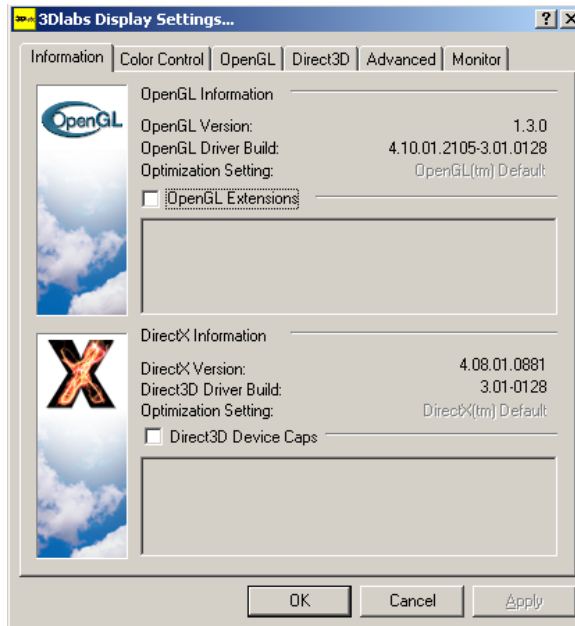 3Dlabs Display Settings...
Information Color Control OpenGL Direct3D Advanced Monitor
OpenGL
OpenGL Information
OpenGL Version: 1.3.0
OpenGL Driver Build: 4.10.01.2105-3.01.0128
Optimization Setting: OpenGL(tm) Default
OpenGL Extensions
X
DirectX Information
DirectX Version: 4.08.01.0881
Direct3D Driver Build: 3.01-0128
Optimization Setting: DirectX(tm) Default
Direct3D Device Caps
OK Cancel Apply